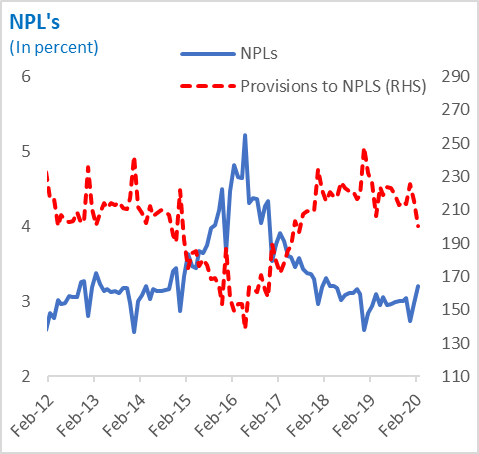 NPL's
(In percent)
NPLs
Provisions to NPLS (RHS)
6
5
4
3
2
290
270
250
230
210
190
170
150
130
110
Feb-12
Feb-13
Feb-14
Feb-15
Feb-16
Feb-17
Feb-18
Feb-19
Feb-20